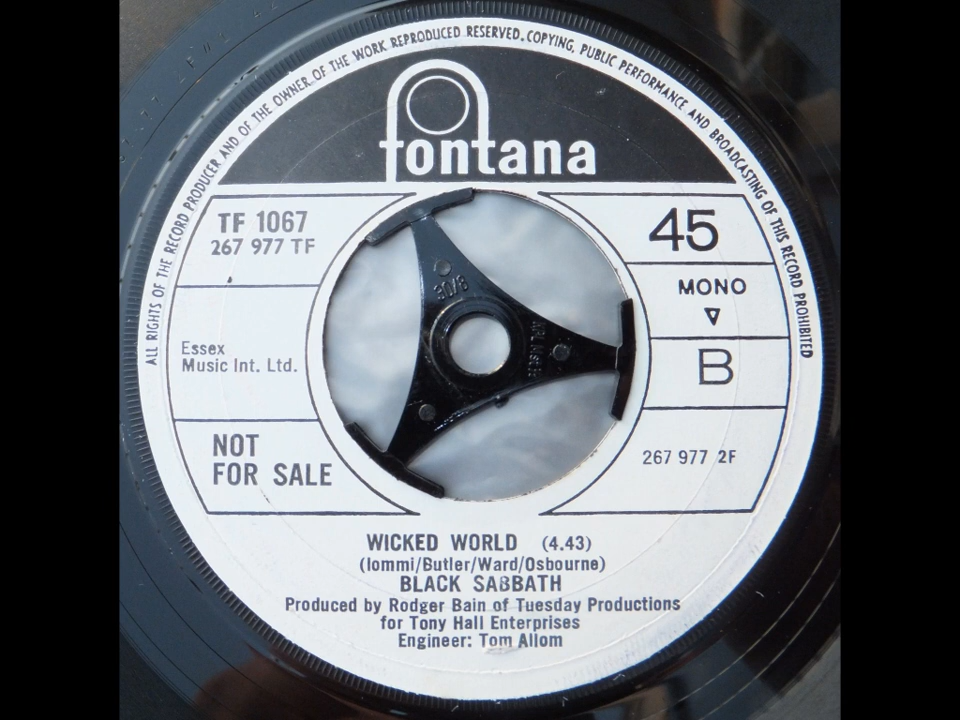 ALL RIGHTS OF THE RECORD PRODUCER AND OF THE OWNER OF THE WORK REPRODUCED RESERVED. COPYING, PUBLIC PERFORMANCE AND BROADCASTING OF THIS RECORD PROHIBITED
fontana
TF 1067
267 977 TF
45
MONO
B
Essex
Music Int. Ltd.
NOT
FOR SALE
267 977 2F
WICKED WORLD (4.43)
(Iommi/Butler/Ward/Osbourne)
BLACK SABBATH
Produced by Rodger Bain of Tuesday Productions
for Tony Hall Enterprises
Engineer: Tom Allom